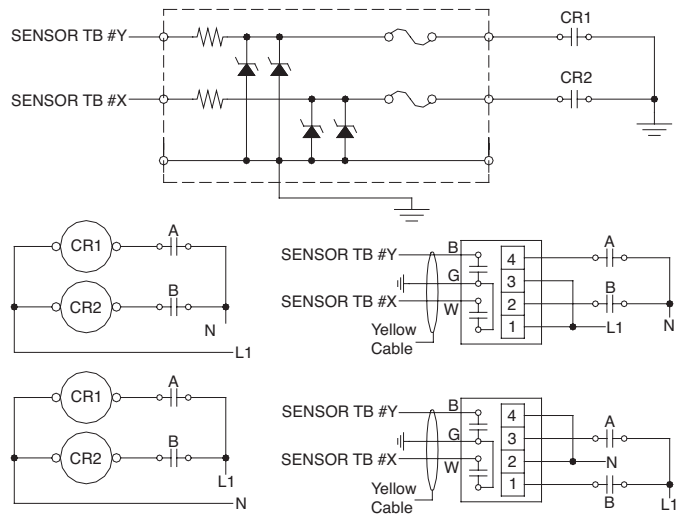 CR1
SENSOR TB #Y
CR2
SENSOR TB #X
A
CR1
B
CR2
N
L1
SENSOR TB #Y
B
4
A
G
3
SENSOR TB #X
W
2
B
1
L1
N
Yellow
Cable
A
CR1
B
CR2
L1
N
SENSOR TB #Y
B
4
A
G
3
SENSOR TB #X
W
2
N
1
Yellow
Cable
B
L1